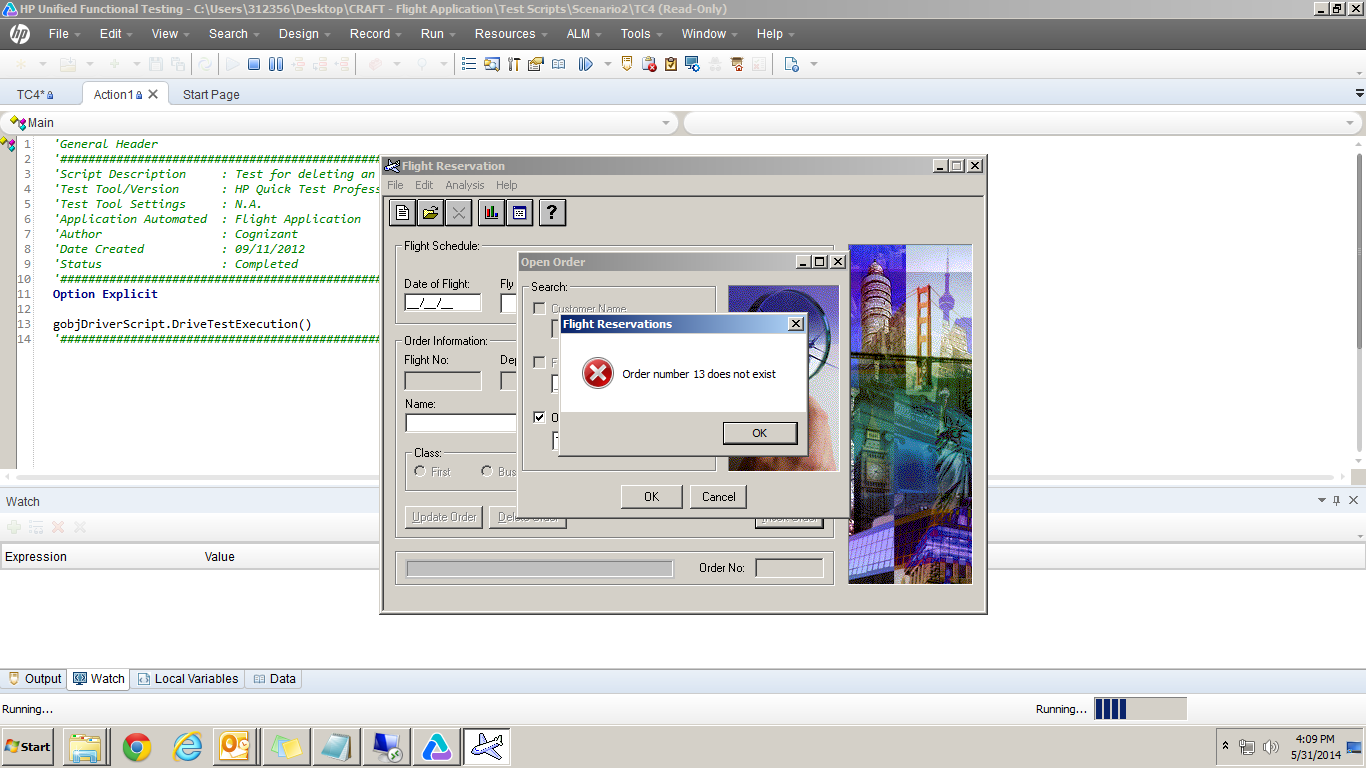 HP Unified Functional Testing - C:\Users\312356\Desktop\CRAFT - Flight Application\Test Scripts\Scenario2\TC4 (Read-Only)
hp File Edit View Search Design Record Run Resources ALM Tools Window Help
TC4* Action1 Start Page
Main
1 'General Header
2 '################################################
3 'Script Description : Test for deleting an
4 'Test Tool/Version : HP Quick Test Profes
5 'Test Tool Settings : N.A.
6 'Application Automated : Flight Application
7 'Author : Cognizant
8 'Date Created : 09/11/2012
9 'Status : Completed
10 '################################################
11 Option Explicit
12
13 gobjDriverScript.DriveTestExecution()
14 '################################################
Flight Reservation
File Edit Analysis Help
?
Flight Schedule:
Date of Flight: Fly
__/__/__
Order Information:
Flight No: De
Name:
Class:
First Bus
Update Order Delete Order Insert Order
Order No:
Open Order
Search:
Customer Name
F
O
OK Cancel
Flight Reservations
Order number 13 does not exist
OK
Watch
Expression Value
Output Watch Local Variables Data
Running... Running...
Start
4:09 PM
5/31/2014